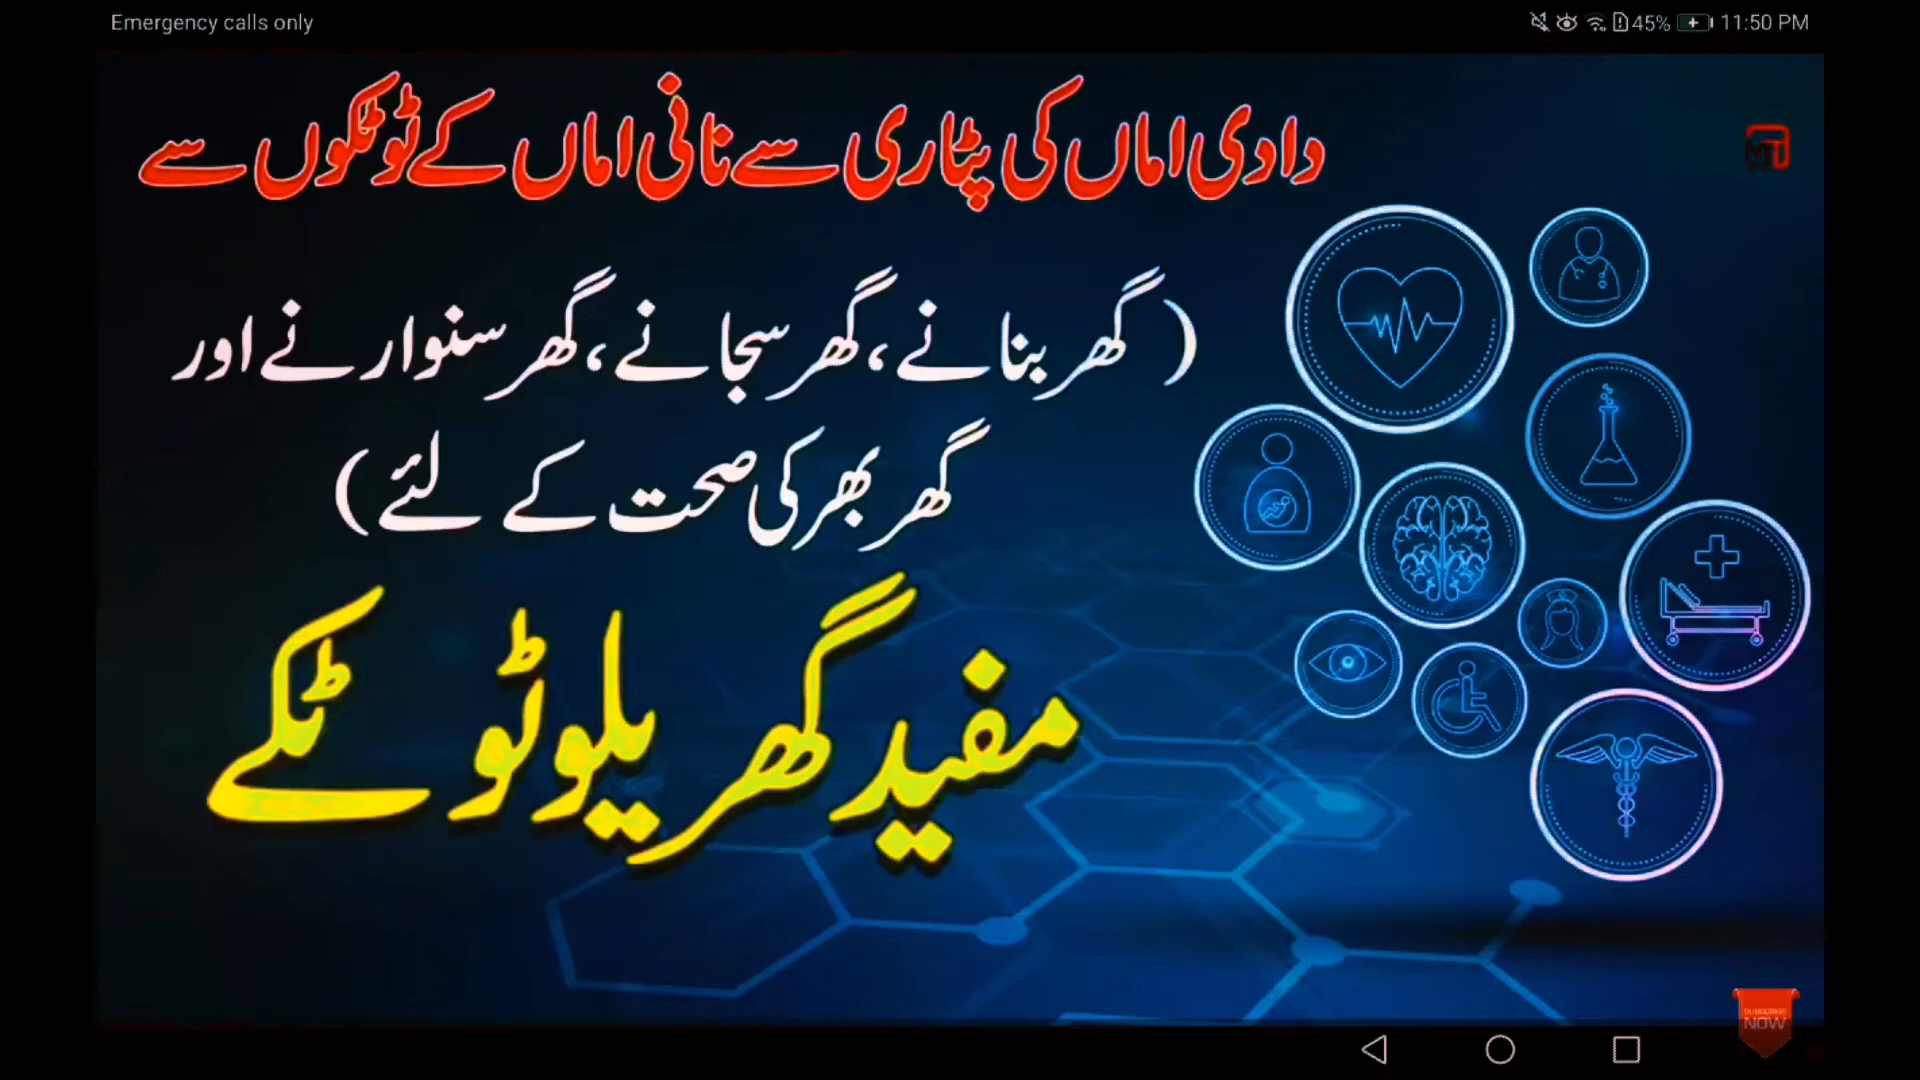 Emergency calls only
45% 11:50 PM
دادی اماں کی پٹاری سے نانی اماں کے ٹوٹکوں سے
(گھر بنانے، گھر سجانے، گھر سنوارنے اور
گھر بھر کی صحت کے لئے)
مفید گھریلو ٹوٹکے
SUBSCRIBE
NOW